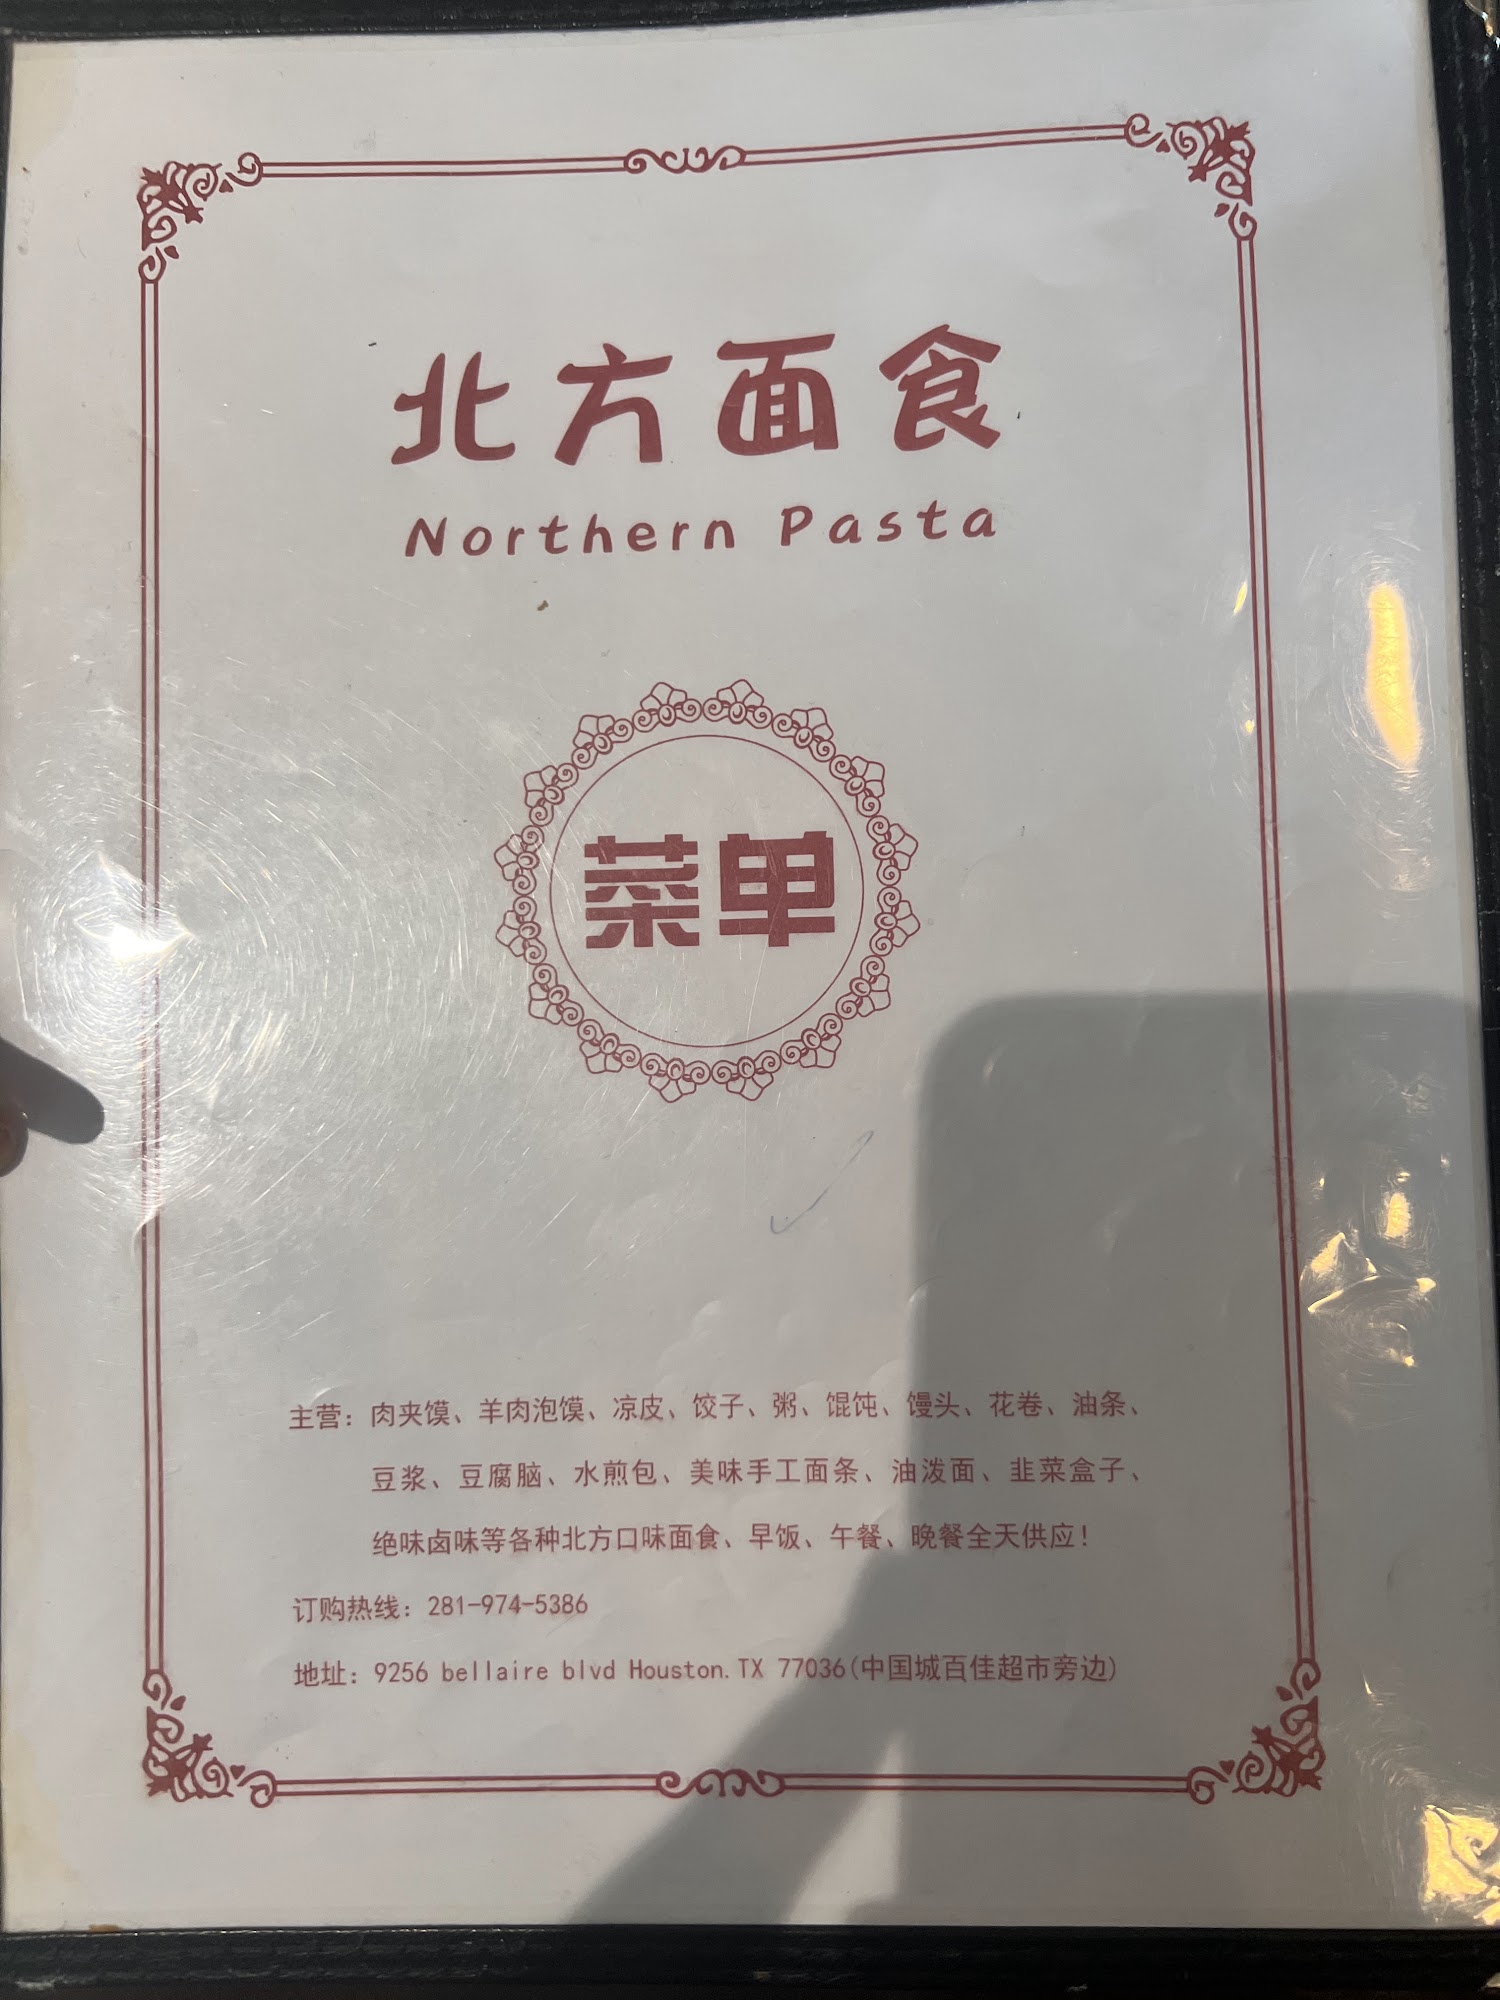 北方面食
Northern Pasta
菜单
主营：肉夹馍、羊肉泡馍、凉皮、饺子、粥、馄饨、馒头、花卷、油条、
豆浆、豆腐脑、水煎包、美味手工面条、油泼面、韭菜盒子、
绝味卤味等各种北方口味面食、早饭、午餐、晚餐全天供应！
订购热线：281-974-5386
地址：9256 bellaire blvd Houston.TX 77036(中国城百佳超市旁边)